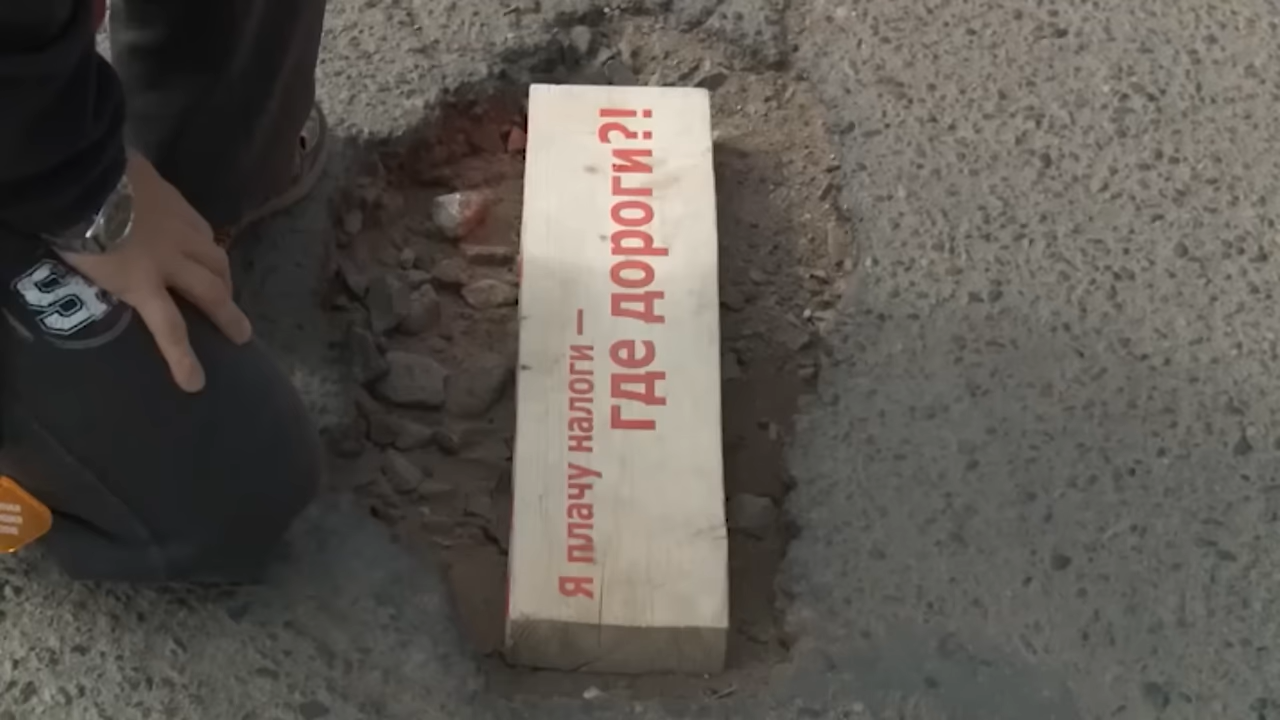 Я плачу налоги —
где дороги?!